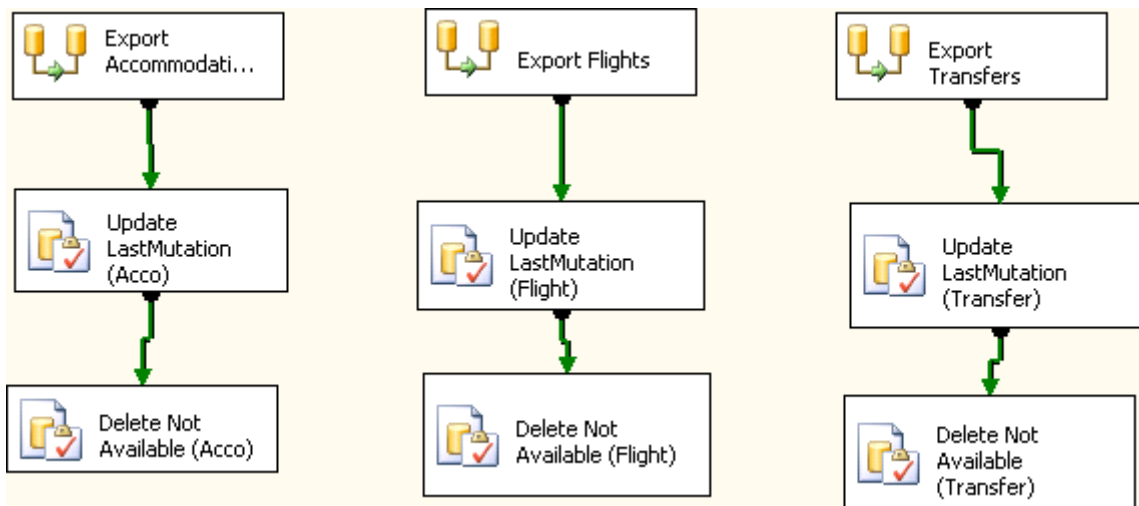 Export
Accommodati...
Export Flights
Export
Transfers
Update
LastMutation
(Acco)
Update
LastMutation
(Flight)
Update
LastMutation
(Transfer)
Delete Not
Available (Acco)
Delete Not
Available (Flight)
Delete Not
Available
(Transfer)